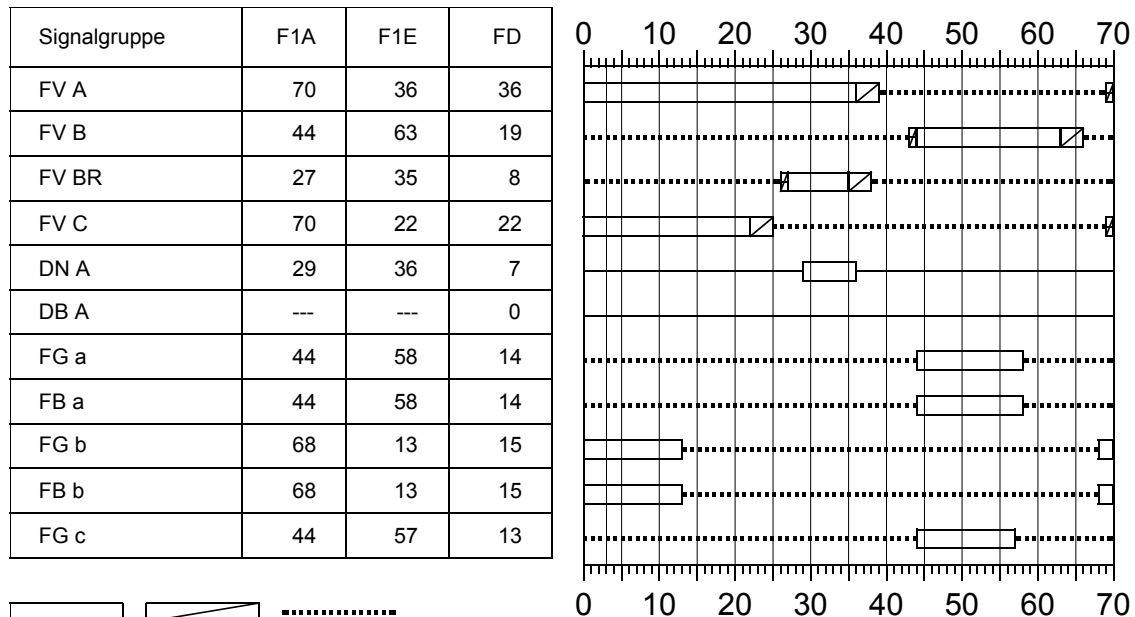 Signalgruppe F1A F1E FD
0 10 20 30 40 50 60 70
FV A 70 36 36
FV B 44 63 19
FV BR 27 35 8
FV C 70 22 22
DN A 29 36 7
DB A --- --- 0
FG a 44 58 14
FB a 44 58 14
FG b 68 13 15
FB b 68 13 15
FG c 44 57 13
0 10 20 30 40 50 60 70